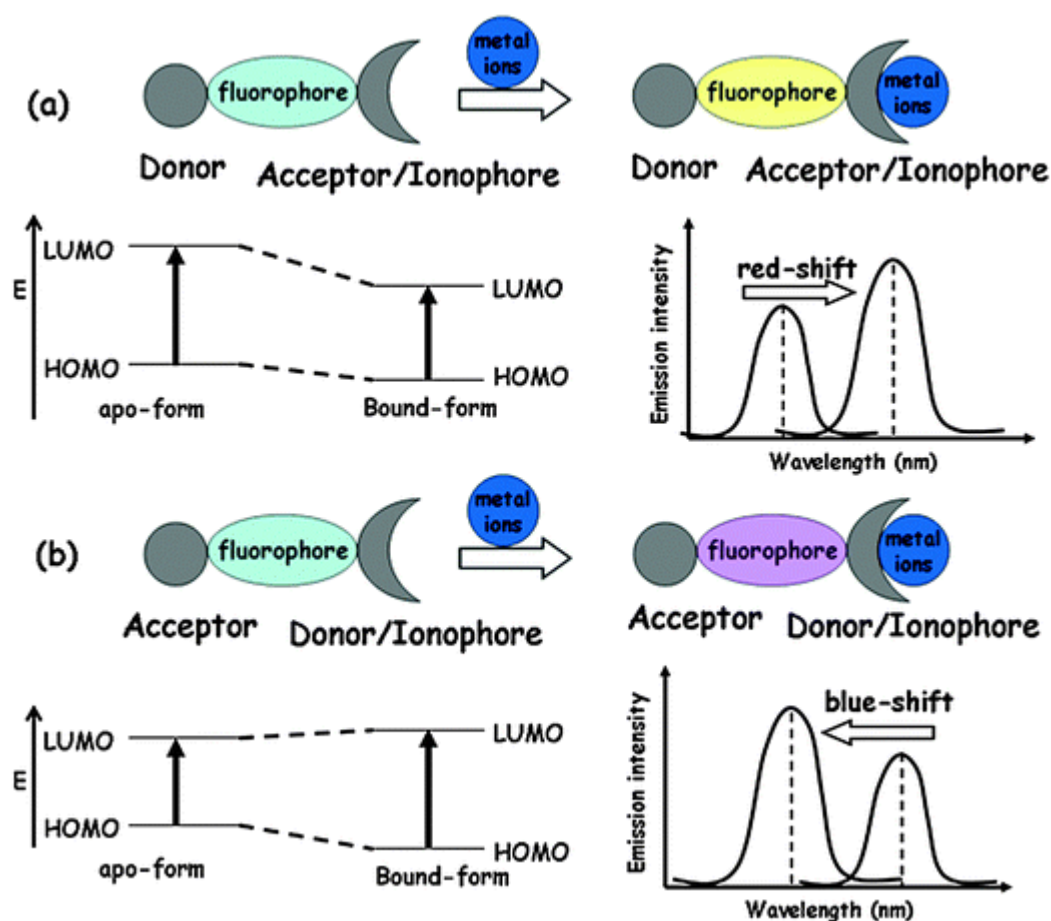 metal
ions
(a)
fluorophore
fluorophore
metal
ions
Donor
Acceptor/Ionophore
Donor
Acceptor/Ionophore
E
LUMO
LUMO
HOMO
HOMO
apo-form
Bound-form
Emission intensity
red-shift
Wavelength (nm)
metal
ions
(b)
fluorophore
fluorophore
metal
ions
Acceptor
Donor/Ionophore
Acceptor
Donor/Ionophore
E
LUMO
LUMO
HOMO
HOMO
apo-form
Bound-form
Emission intensity
blue-shift
Wavelength (nm)